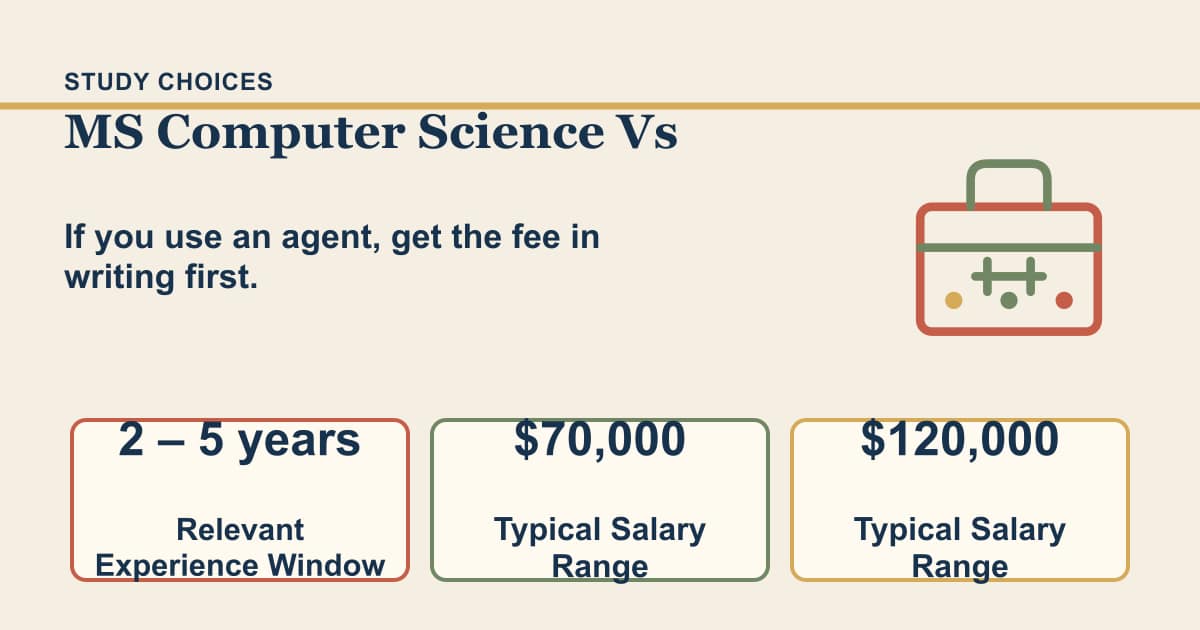 STUDY CHOICES
MS Computer Science Vs
If you use an agent, get the fee in
writing first.
2 – 5 years
Relevant
Experience Window
$70,000
Typical Salary
Range
$120,000
Typical Salary
Range